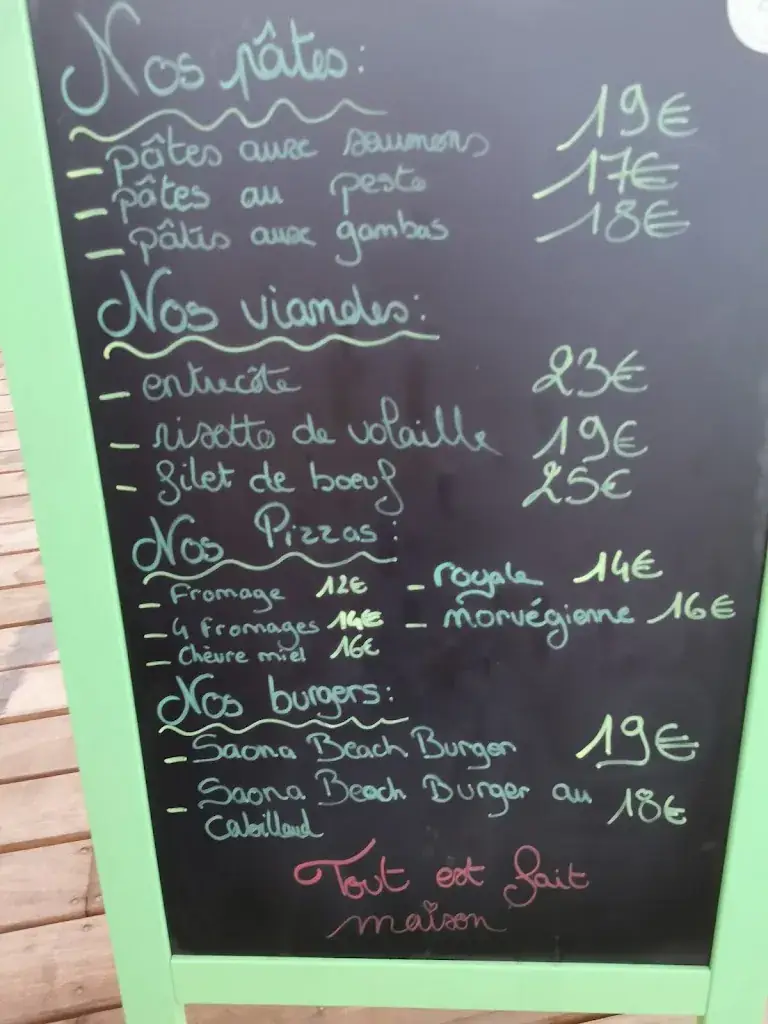 Nos pâtes:
- pâtes avec saumons 19€
- pâtes au pesto 17€
- pâtes avec gambas 18€
Nos viandes:
- entrecôte 23€
- risotto de volaille 19€
- filet de boeuf 25€
Nos Pizzas:
- Fromage 12€ - royale 14€
- 4 fromages 14€ - norvégienne 16€
- Chèvre miel 16€
Nos burgers:
- Saona Beach Burger 19€
- Saona Beach Burger au 18€
Cabillaud
Tout est fait
maison